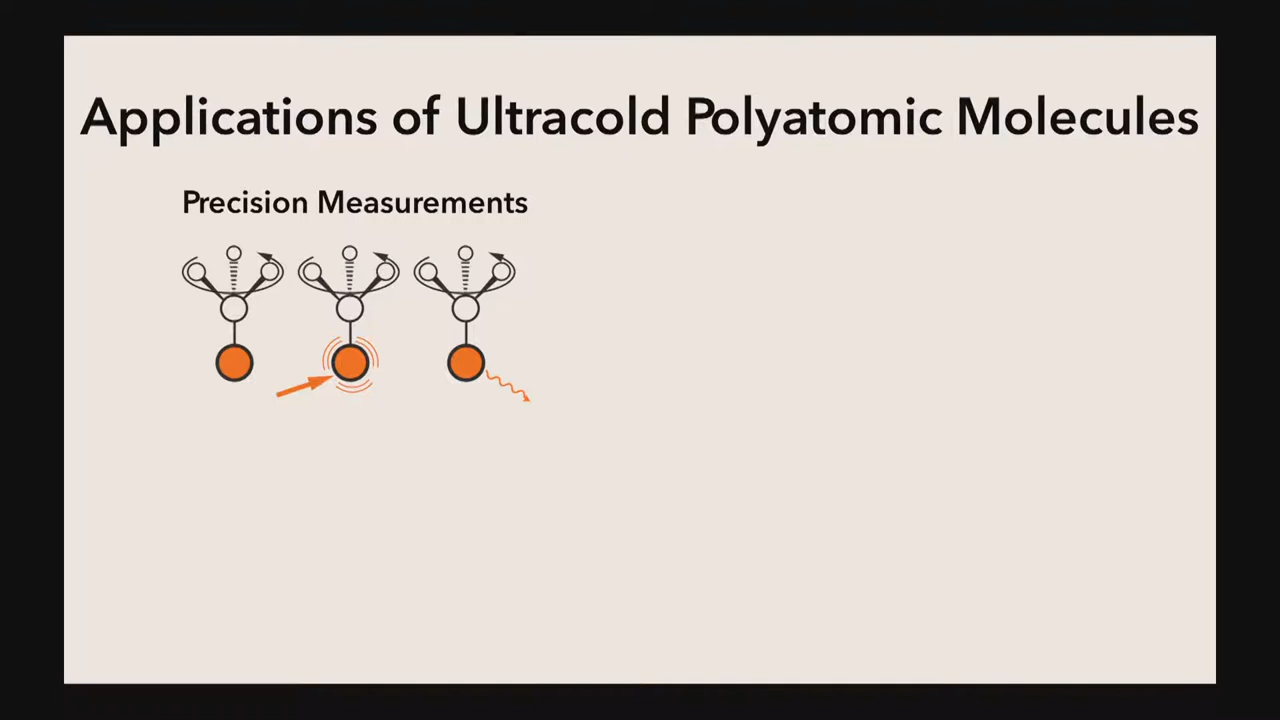 Applications of Ultracold Polyatomic Molecules
Precision Measurements